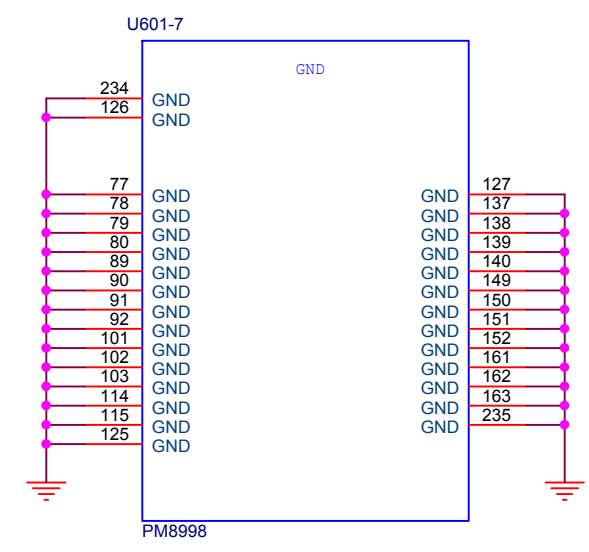 U601-7
GND
234 GND
126 GND
77 GND GND 127
78 GND GND 137
79 GND GND 138
80 GND GND 139
89 GND GND 140
90 GND GND 149
91 GND GND 150
92 GND GND 151
101 GND GND 152
102 GND GND 161
103 GND GND 162
114 GND GND 163
115 GND GND 235
125 GND
PM8998